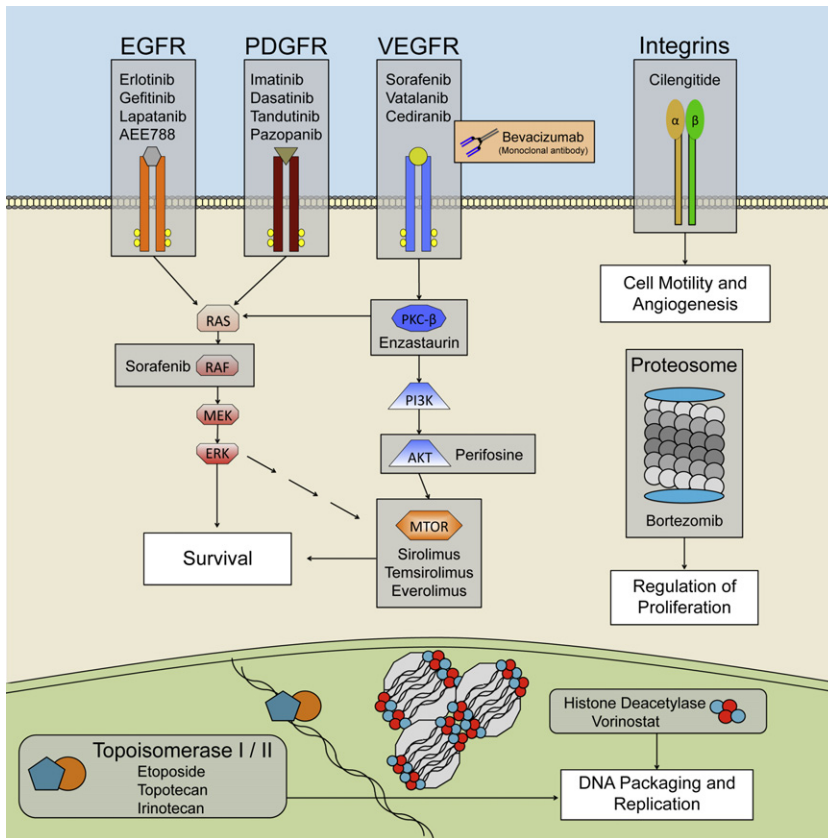 EGFR
Erlotinib
Gefitinib
Lapatanib
AEE788
PDGFR
Imatinib
Dasatinib
Tandutinib
Pazopanib
VEGFR
Sorafenib
Vatalanib
Cediranib
Bevacizumab
(Monoclonal antibody)
Integrins
Cilengitide
α
β
Cell Motility and
Angiogenesis
RAS
PKC-β
Enzastaurin
Sorafenib
RAF
MEK
PI3K
ERK
AKT
Perifosine
MTOR
Sirolimus
Temsirolimus
Everolimus
Survival
Proteosome
Bortezomib
Regulation of
Proliferation
Histone Deacetylase
Vorinostat
Topoisomerase I / II
Etoposide
Topotecan
Irinotecan
DNA Packaging and
Replication